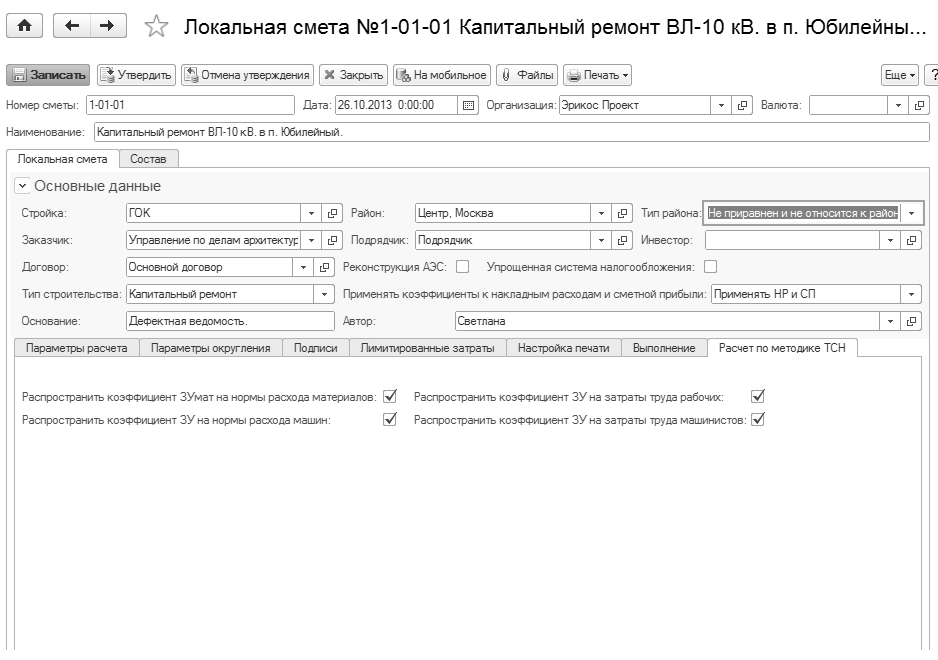 Локальная смета №1-01-01 Капитальный ремонт ВЛ-10 кВ. в п. Юбилейны...
Записать Утвердить Отмена утверждения Закрыть На мобильное Файлы Печать Еще ?
Номер сметы: 1-01-01 Дата: 26.10.2013 0:00:00 Организация: Эрикос Проект Валюта:
Наименование: Капитальный ремонт ВЛ-10 кВ. в п. Юбилейный.
Локальная смета Состав
Основные данные
Стройка: ГОК Район: Центр, Москва Тип района: Не приравнен и не относится к район
Заказчик: Управление по делам архитектур Подрядчик: Подрядчик Инвестор:
Договор: Основной договор Реконструкция АЭС: Упрощенная система налогообложения:
Тип строительства: Капитальный ремонт Применять коэффициенты к накладным расходам и сметной прибыли: Применять НР и СП
Основание: Дефектная ведомость. Автор: Светлана
Параметры расчета Параметры округления Подписи Лимитированные затраты Настройка печати Выполнение Расчет по методике ТСН
Распространить коэффициент ЗУмат на нормы расхода материалов: Распространить коэффициент ЗУ на затраты труда рабочих:
Распространить коэффициент ЗУ на нормы расхода машин: Распространить коэффициент ЗУ на затраты труда машинистов: